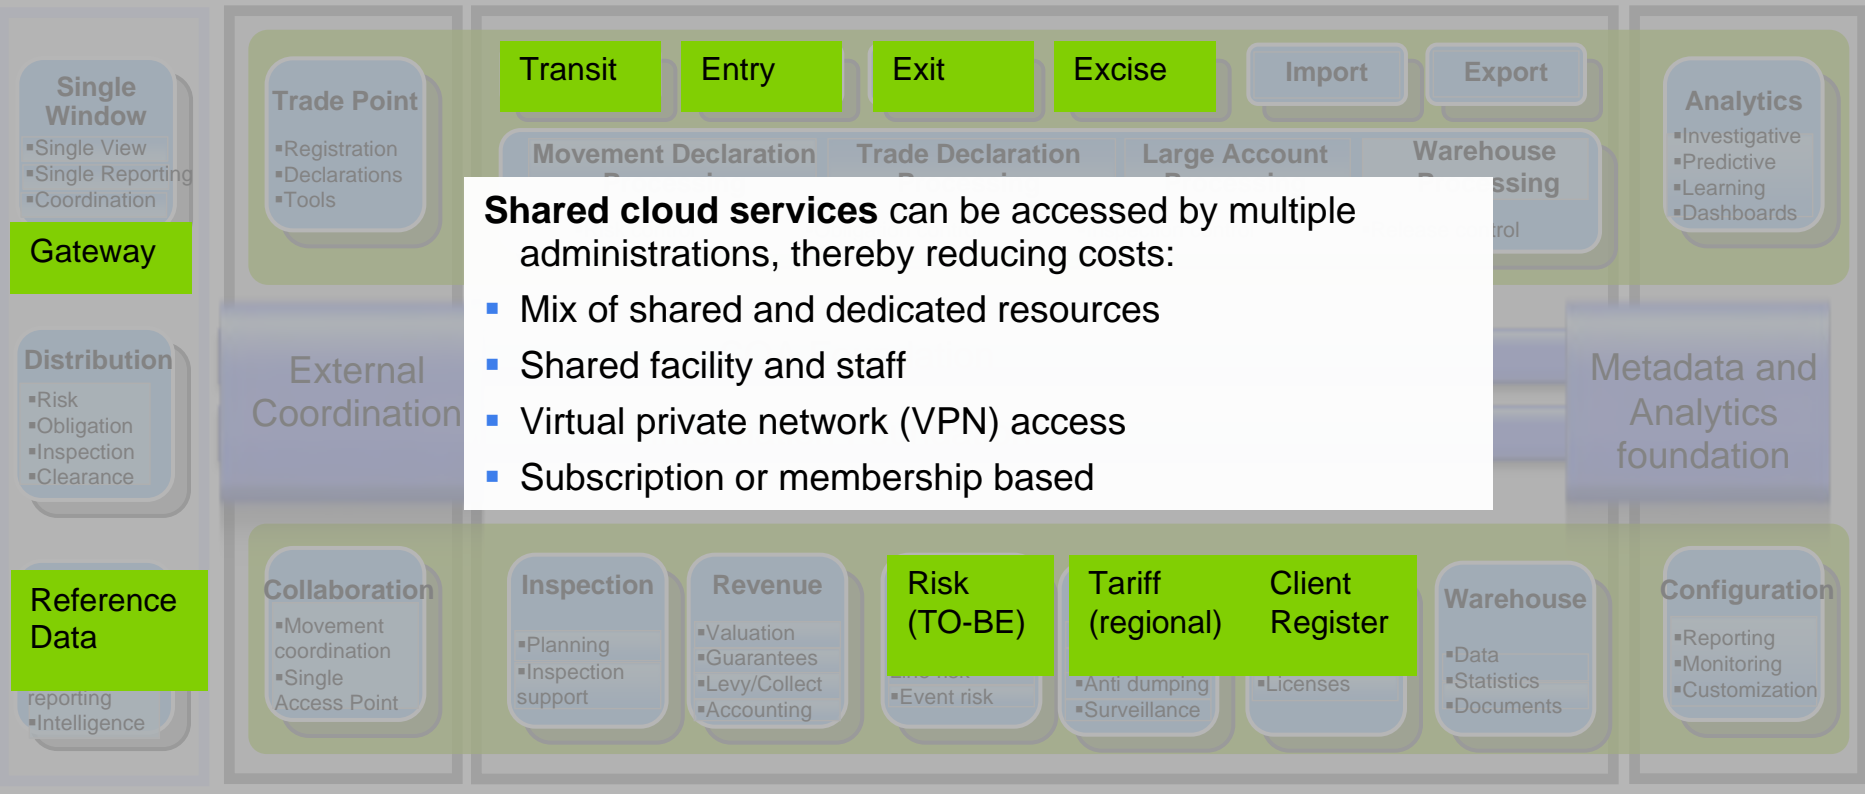 Single
Window
▪Single View
▪Single Reporting
▪Coordination
Gateway
Distribution
▪Risk
▪Obligation
▪Inspection
▪Clearance
Reference
Data
reporting
▪Intelligence
Trade Point
▪Registration
▪Declarations
▪Tools
External
Coordination
Collaboration
▪Movement
coordination
▪Single
Access Point
Transit
Entry
Exit
Excise
Import
Export
Movement Declaration
Trade Declaration
Large Account
Warehouse
Shared cloud services can be accessed by multiple
administrations, thereby reducing costs:
▪ Mix of shared and dedicated resources
▪ Shared facility and staff
▪ Virtual private network (VPN) access
▪ Subscription or membership based
Inspection
▪Planning
▪Inspection
support
Revenue
▪Valuation
▪Guarantees
▪Levy/Collect
▪Accounting
Risk
(TO-BE)
▪Event risk
Tariff
(regional)
▪Anti dumping
▪Surveillance
Client
Register
▪Licenses
Warehouse
▪Data
▪Statistics
▪Documents
Analytics
▪Investigative
▪Predictive
▪Learning
▪Dashboards
Metadata and
Analytics
foundation
Configuration
▪Reporting
▪Monitoring
▪Customization